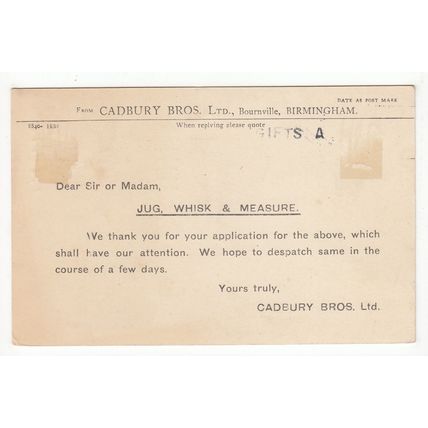 DATE AS POST MARK
FROM CADBURY BROS. LTD., Bournville, BIRMINGHAM.
When replying please quote
GIFTS A
Dear Sir or Madam,
JUG, WHISK & MEASURE.
We thank you for your application for the above, which
shall have our attention. We hope to despatch same in the
course of a few days.
Yours truly,
CADBURY BROS. Ltd.